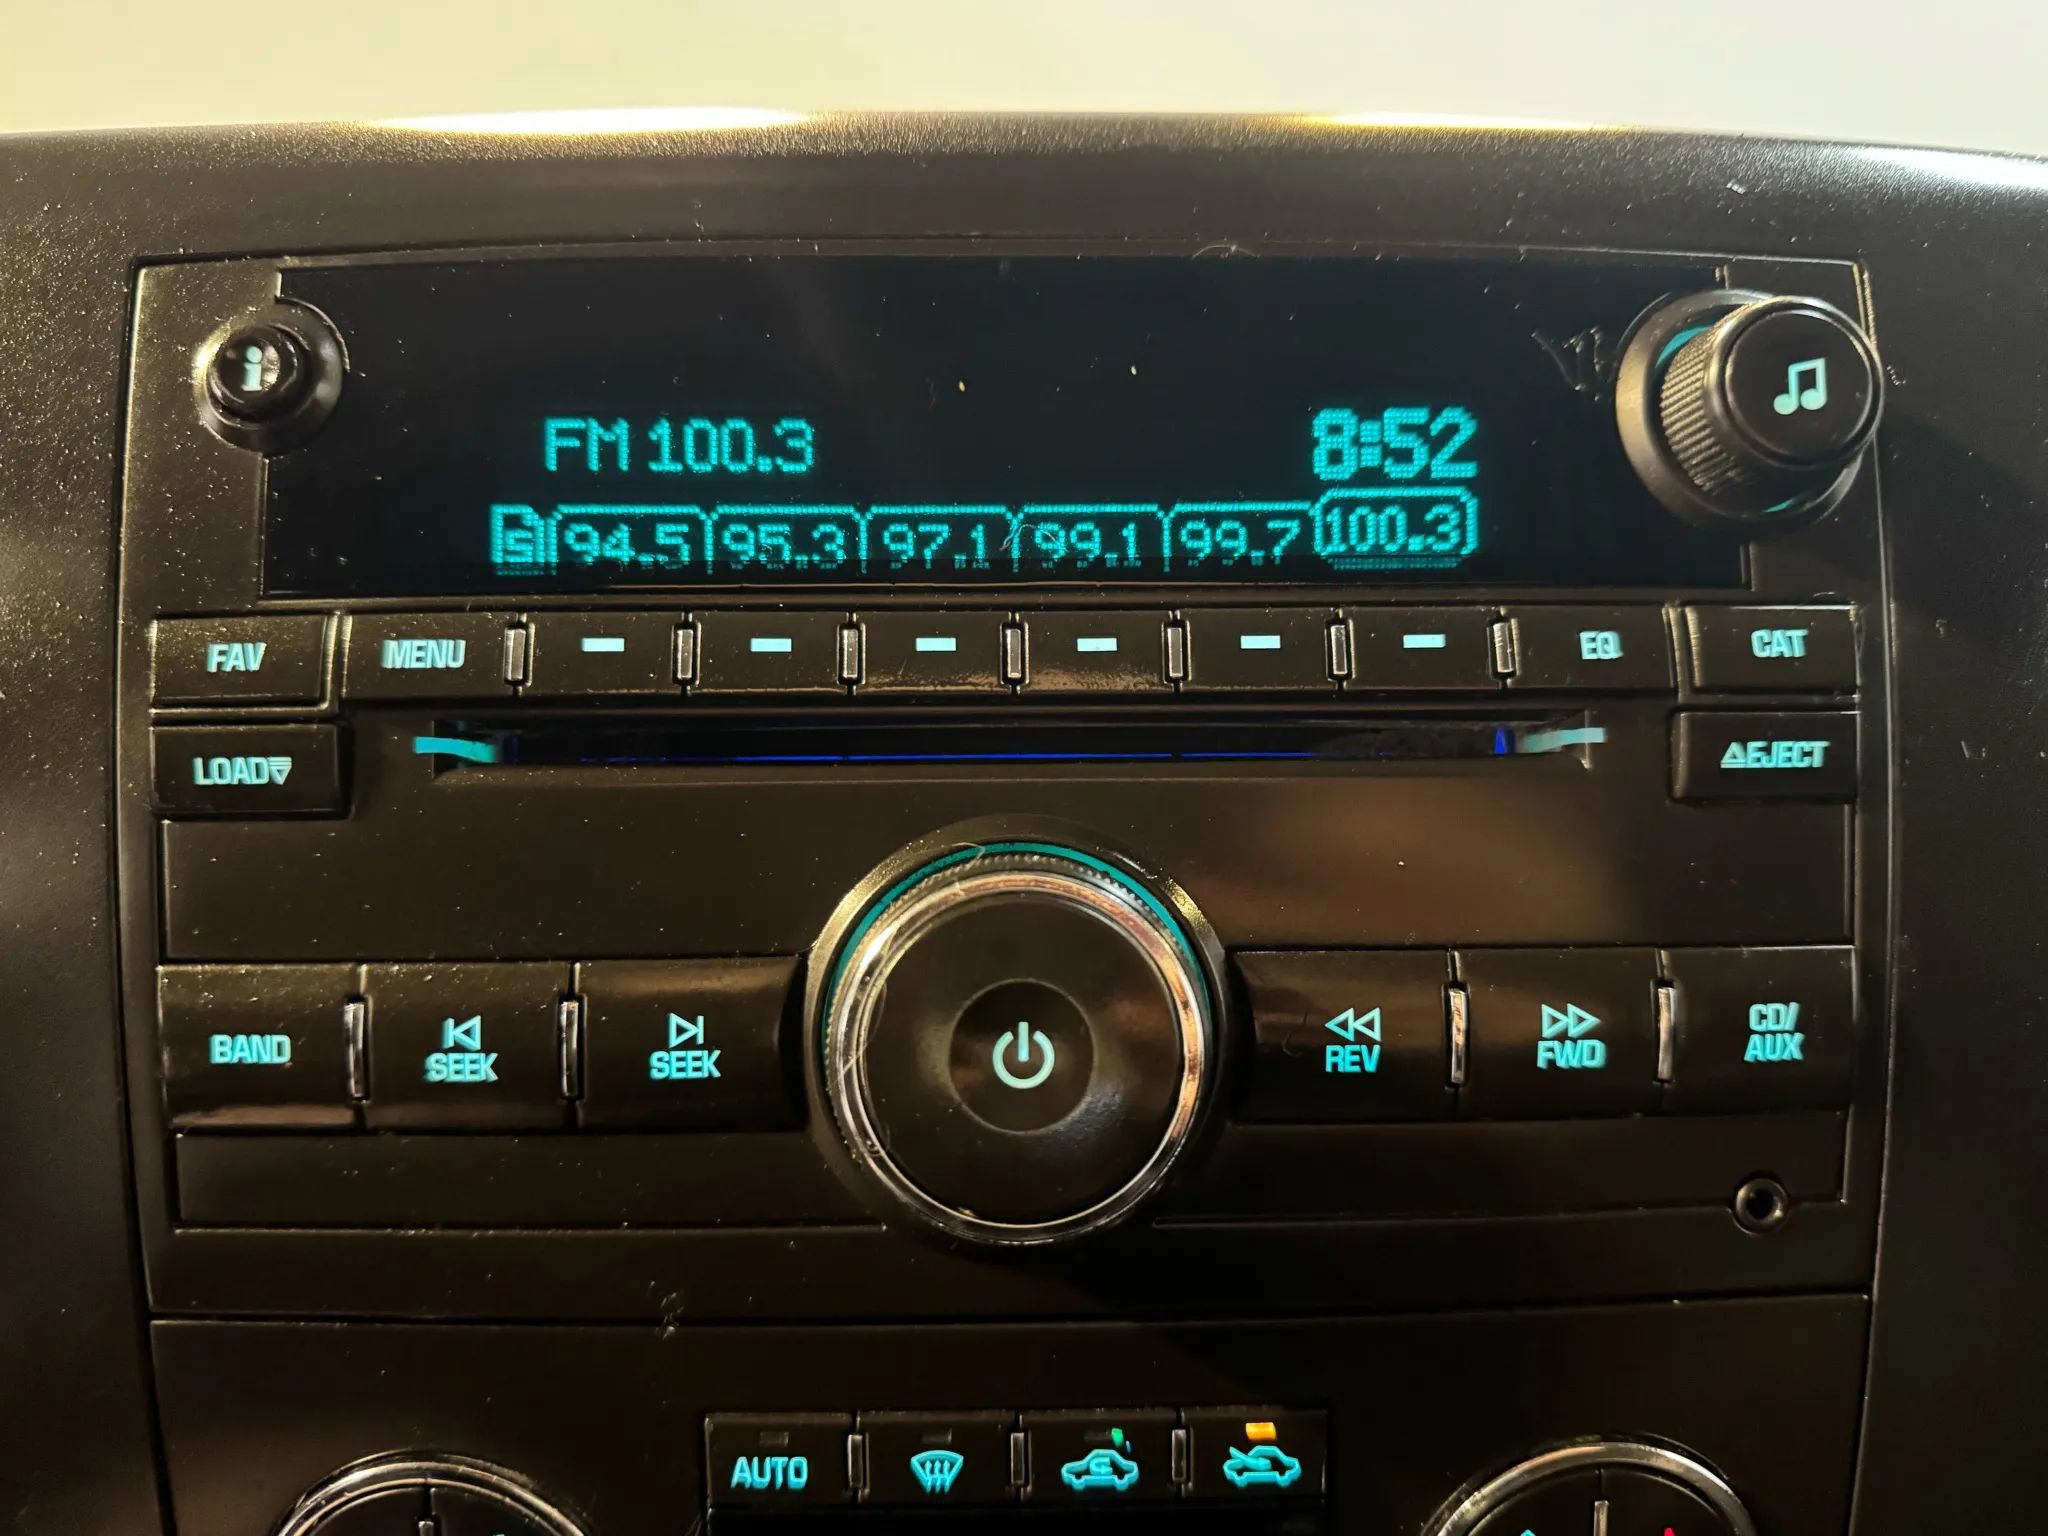 i
FM 100.3 8:52
S 94.5 95.3 97.1 99.1 99.7 100.3
FAV MENU EQ CAT
LOAD EJECT
BAND SEEK SEEK REV FWD CD/
AUX
AUTO